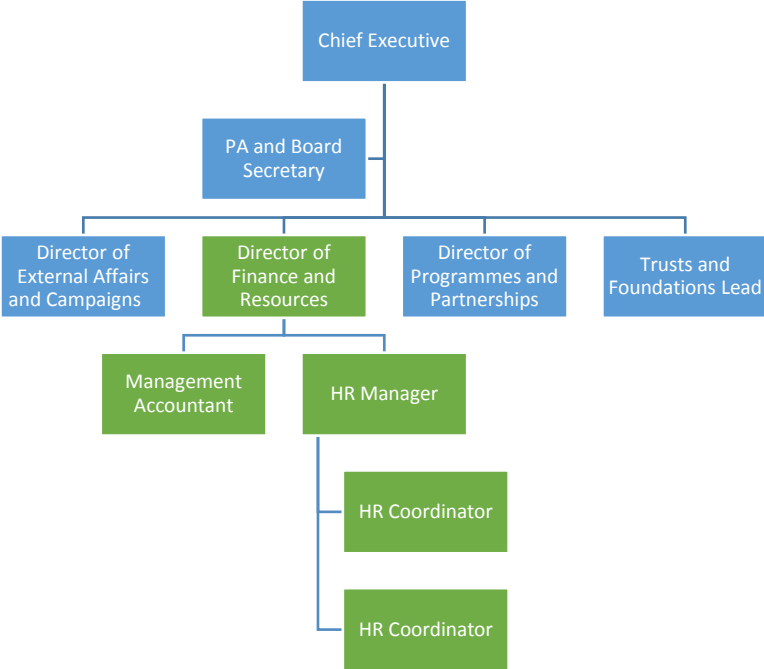 Chief Executive
PA and Board
Secretary
Director of
External Affairs
and Campaigns
Director of
Finance and
Resources
Director of
Programmes and
Partnerships
Trusts and
Foundations Lead
Management
Accountant
HR Manager
HR Coordinator
HR Coordinator